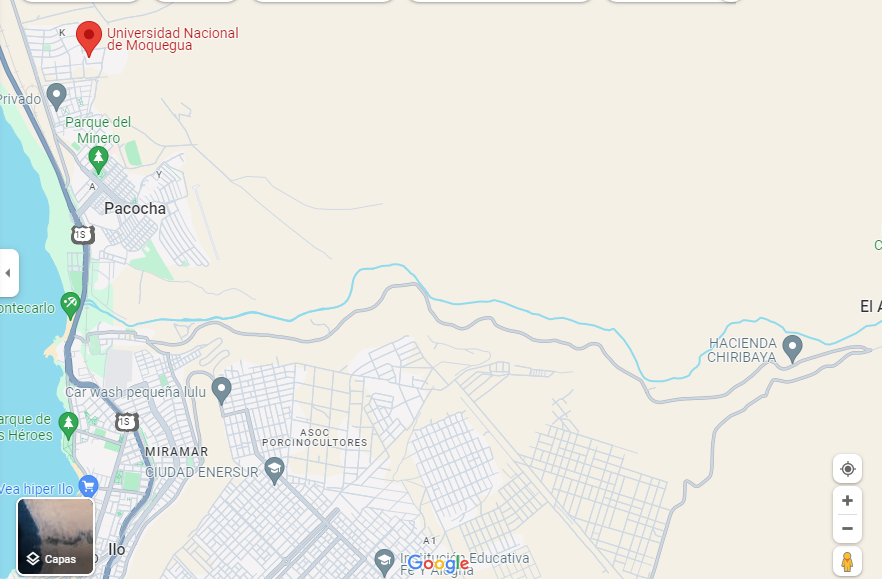 K
Universidad Nacional
de Moquegua
Privado
Parque del
Minero
A
Y
Pacocha
1S
ontecarlo
C
El A
HACIENDA
CHIRIBAYA
Car wash pequeña lulu
arque de
s Héroes
1S
ASOC
PORCINOCULTORES
MIRAMAR
CIUDAD ENERSUR
Vea hiper Ilo
Ilo
A1
Institución Educativa
Fe Y Alegría
Google
Capas